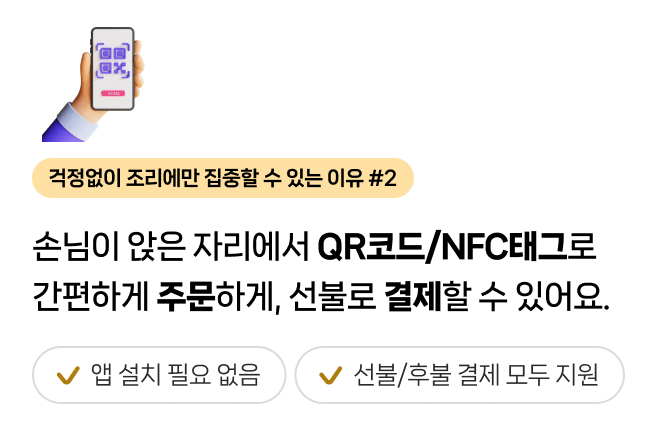 SCAN
걱정없이 조리에만 집중할 수 있는 이유 #2
손님이 앉은 자리에서 QR코드/NFC태그로
간편하게 주문하게, 선불로 결제할 수 있어요.
앱 설치 필요 없음
선불/후불 결제 모두 지원